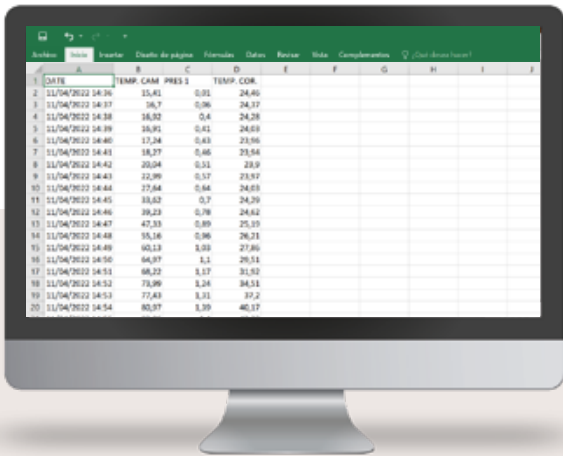 Archivo Inicio Insertar Diseño de página Fórmulas Datos Revisar Vista Complementos ¿Qué desea hacer?
A B C D E F G H I J
1 DATE TEMP. CAM PRES 1 TEMP. COR.
2 11/04/2022 14:36 15,41 0,01 24,46
3 11/04/2022 14:37 16,7 0,06 24,37
4 11/04/2022 14:38 16,92 0,4 24,28
5 11/04/2022 14:39 16,91 0,41 24,03
6 11/04/2022 14:40 17,24 0,43 23,96
7 11/04/2022 14:41 18,27 0,46 23,94
8 11/04/2022 14:42 20,04 0,51 23,9
9 11/04/2022 14:43 22,99 0,57 23,97
10 11/04/2022 14:44 27,64 0,64 24,03
11 11/04/2022 14:45 33,62 0,7 24,29
12 11/04/2022 14:46 39,23 0,78 24,62
13 11/04/2022 14:47 47,33 0,89 25,19
14 11/04/2022 14:48 55,16 0,96 26,21
15 11/04/2022 14:49 60,13 1,03 27,86
16 11/04/2022 14:50 64,97 1,1 29,51
17 11/04/2022 14:51 68,22 1,17 31,92
18 11/04/2022 14:52 73,99 1,24 34,51
19 11/04/2022 14:53 77,43 1,31 37,2
20 11/04/2022 14:54 80,97 1,39 40,17